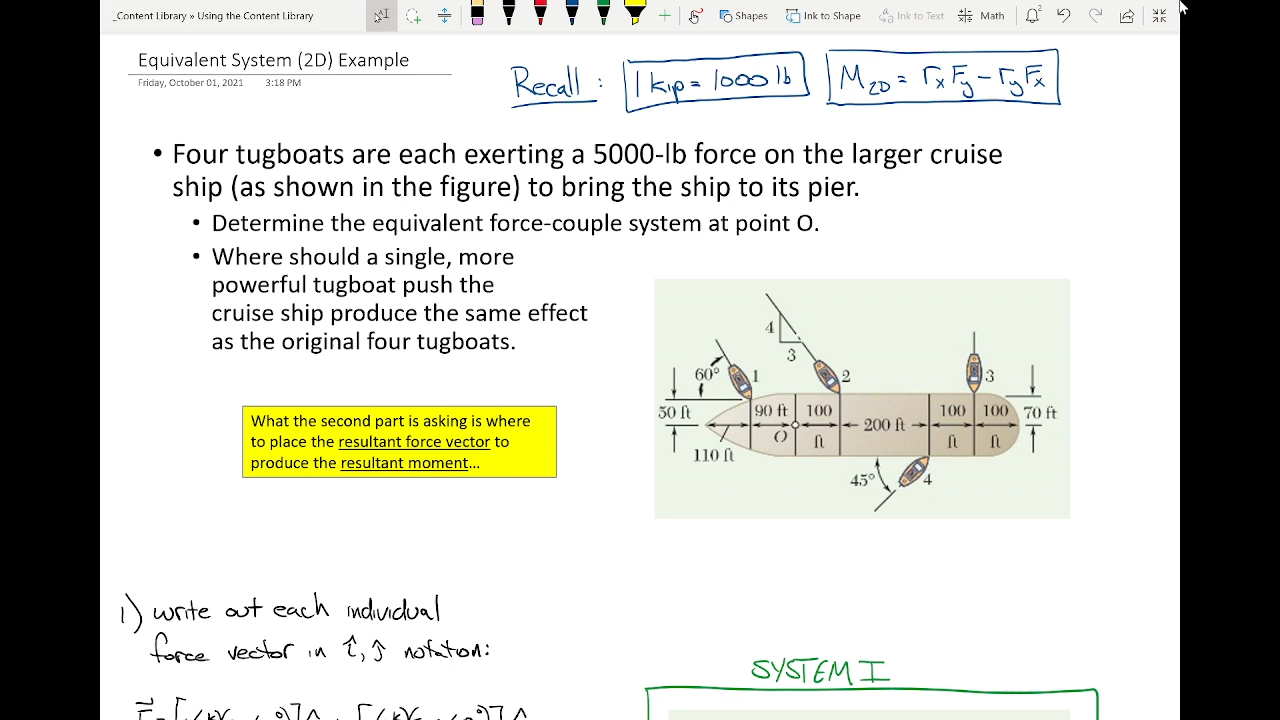 _Content Library » Using the Content Library
Shapes
Ink to Shape
Ink to Text
Math
Equivalent System (2D) Example
Friday, October 01, 2021 3:18 PM
Recall : 1 kip = 1000 lb M2D = rxFy - ryFx
• Four tugboats are each exerting a 5000-lb force on the larger cruise
ship (as shown in the figure) to bring the ship to its pier.
• Determine the equivalent force-couple system at point O.
• Where should a single, more
powerful tugboat push the
cruise ship produce the same effect
as the original four tugboats.
What the second part is asking is where
to place the resultant force vector to
produce the resultant moment...
4
3
60° 1 2 3
50 ft 90 ft 100 ft 200 ft 100 ft 100 ft 70 ft
O
110 ft
45° 4
1) write out each individual
force vector in î, ĵ notation:
SYSTEM I